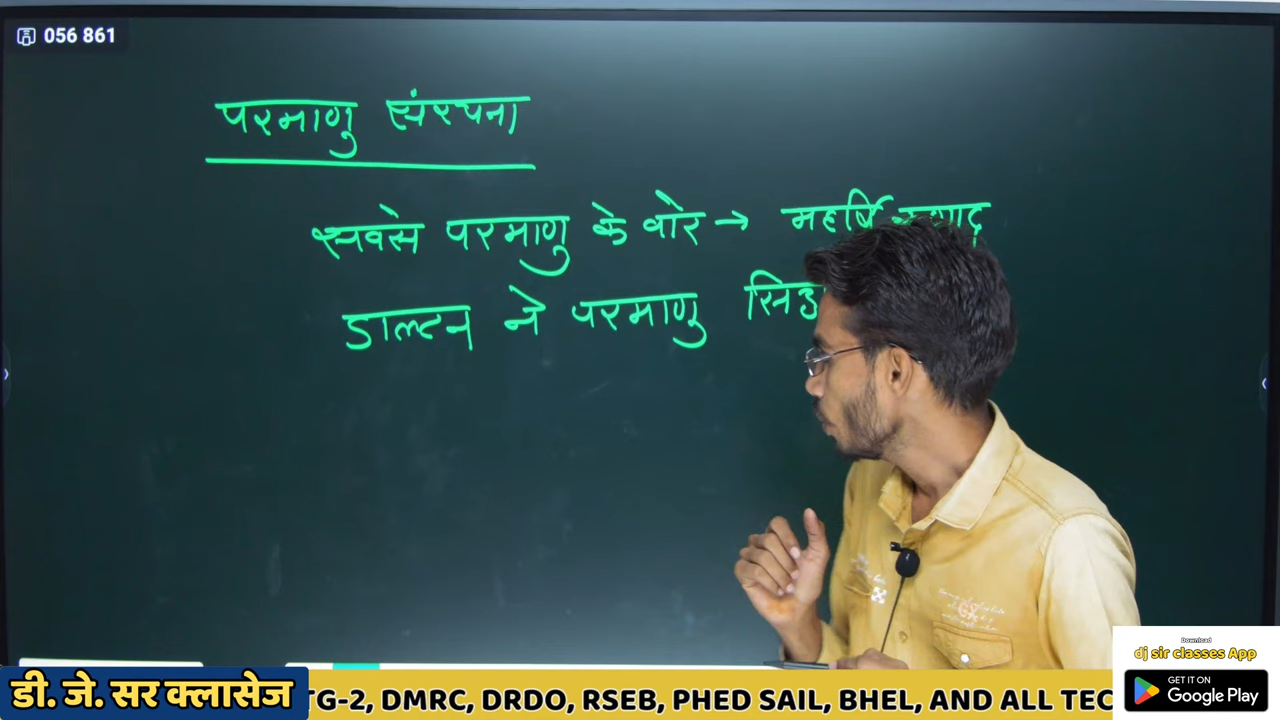 056 861
परमाणु संरचना
सबसे परमाणु के बारे → महर्षि
डाल्टन ने परमाणु
Download
dj sir classes App
GET IT ON
Google Play
डी. जे. सर क्लासेज
TG-2, DMRC, DRDO, RSEB, PHED SAIL, BHEL, AND ALL TEC